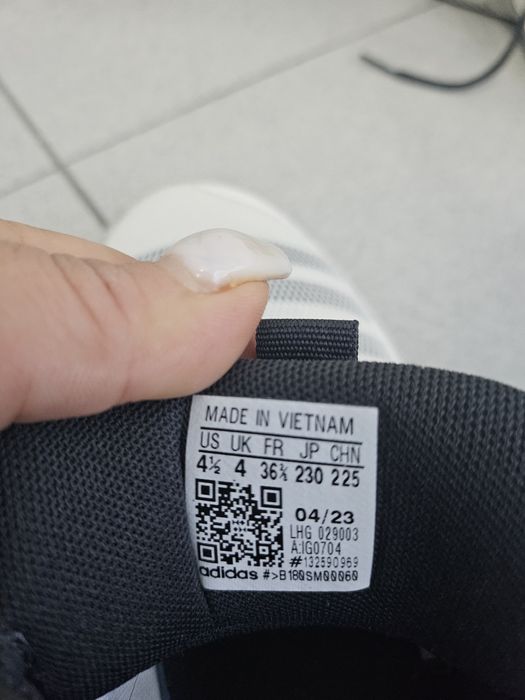 MADE IN VIETNAM
US UK FR JP CHN
4½ 4 36⅔ 230 225
04/23
LHG 029003
A:IG0704
#132590969
adidas #>B180SM00060